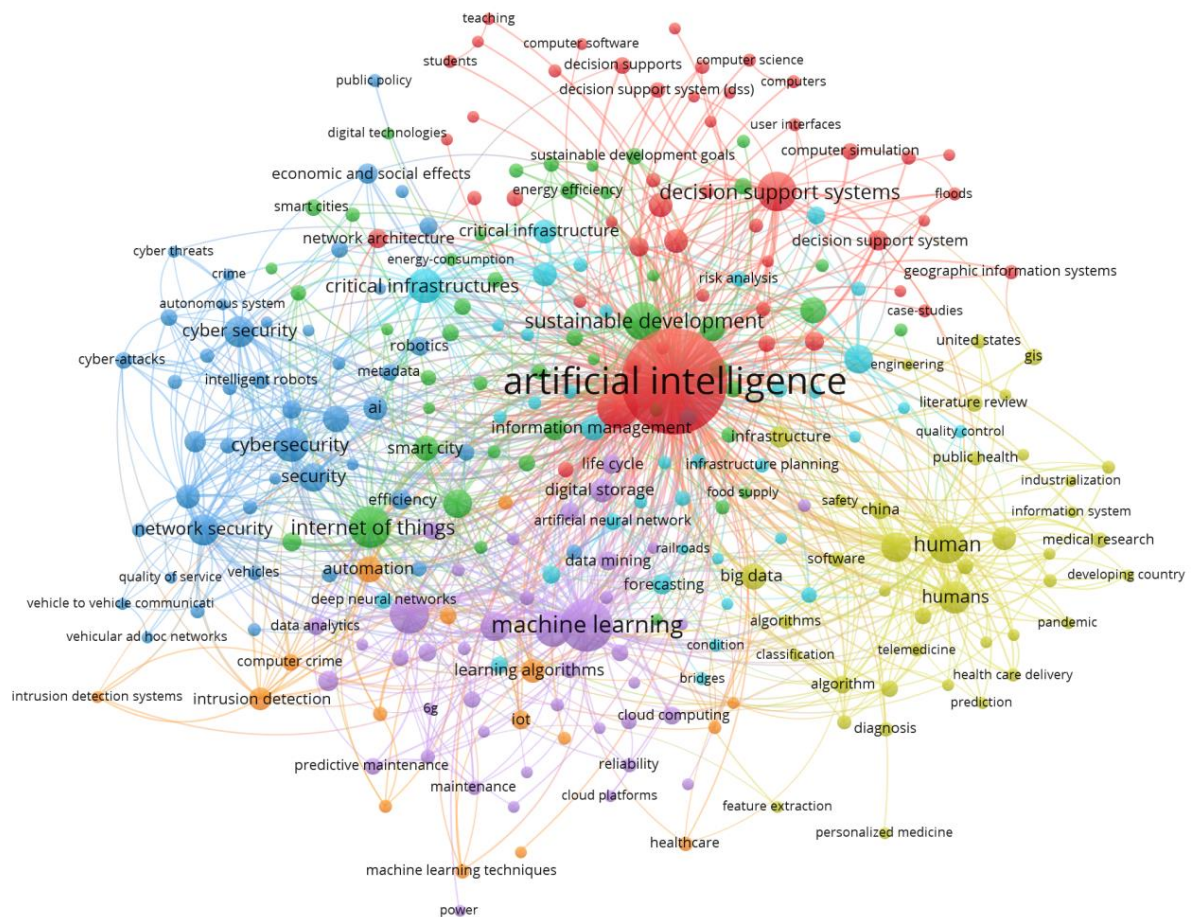 teaching
computer software
students
decision supports
computer science
public policy
computers
decision support system (dss)
digital technologies
user interfaces
sustainable development goals
computer simulation
economic and social effects
energy efficiency
decision support systems
floods
smart cities
network architecture
critical infrastructure
decision support system
cyber threats
energy-consumption
crime
critical infrastructures
risk analysis
geographic information systems
autonomous system
case-studies
cyber security
sustainable development
united states
robotics
gis
cyber-attacks
metadata
engineering
intelligent robots
artificial intelligence
literature review
ai
information management
infrastructure
quality control
cybersecurity
smart city
public health
life cycle
infrastructure planning
security
industrialization
digital storage
food supply
efficiency
safety
china
information system
network security
internet of things
artificial neural network
human
medical research
railroads
data mining
software
automation
quality of service
vehicles
forecasting
big data
developing country
deep neural networks
humans
vehicle to vehicle communicati
data analytics
machine learning
algorithms
pandemic
vehicular ad hoc networks
condition
classification
telemedicine
computer crime
learning algorithms
bridges
algorithm
health care delivery
intrusion detection systems
intrusion detection
prediction
6g
iot
cloud computing
diagnosis
predictive maintenance
reliability
maintenance
cloud platforms
feature extraction
personalized medicine
healthcare
machine learning techniques
power